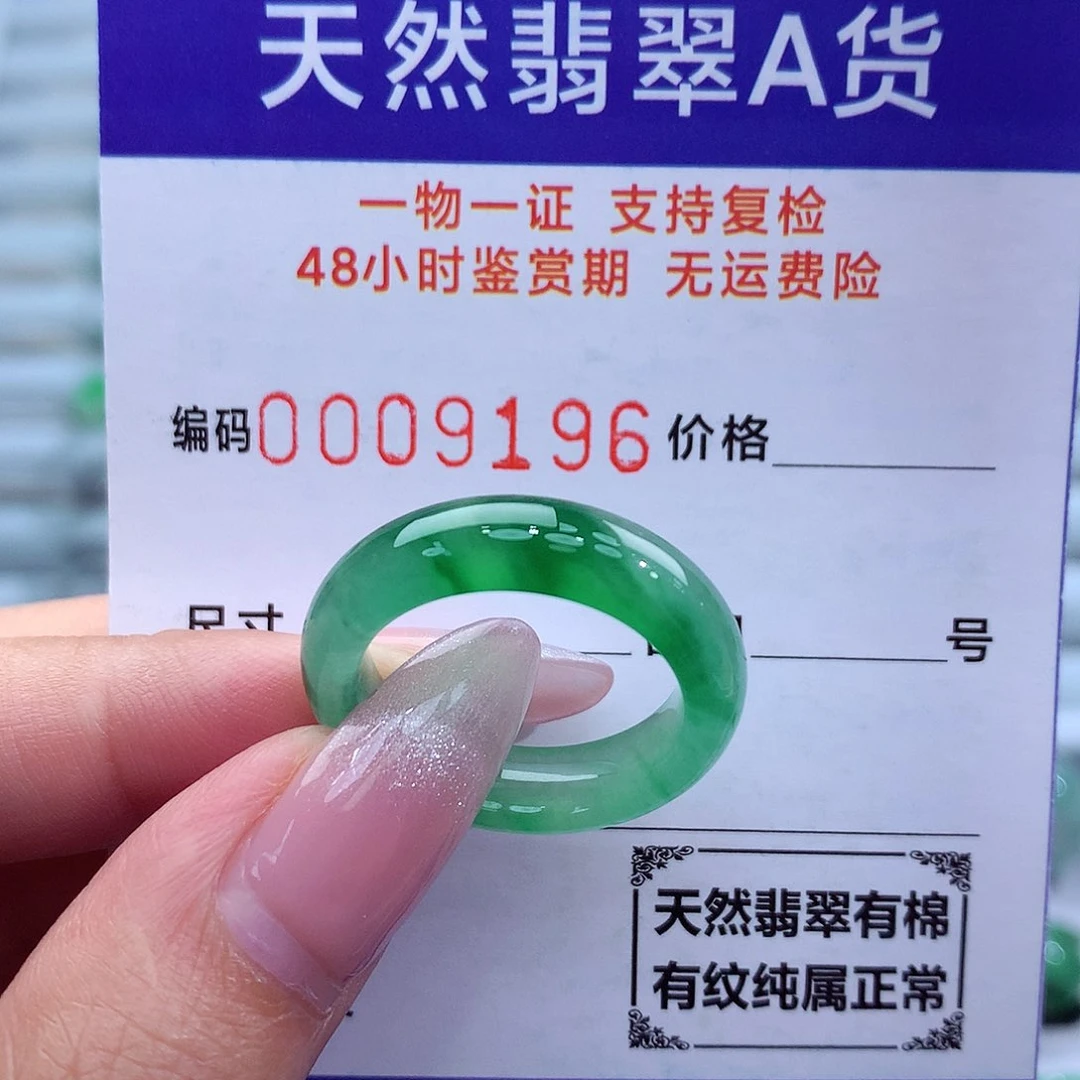 天然翡翠A货
一物一证 支持复检
48小时鉴赏期 无运费险
编码0009196 价格
尺寸 号
天然翡翠有棉
有纹纯属正常